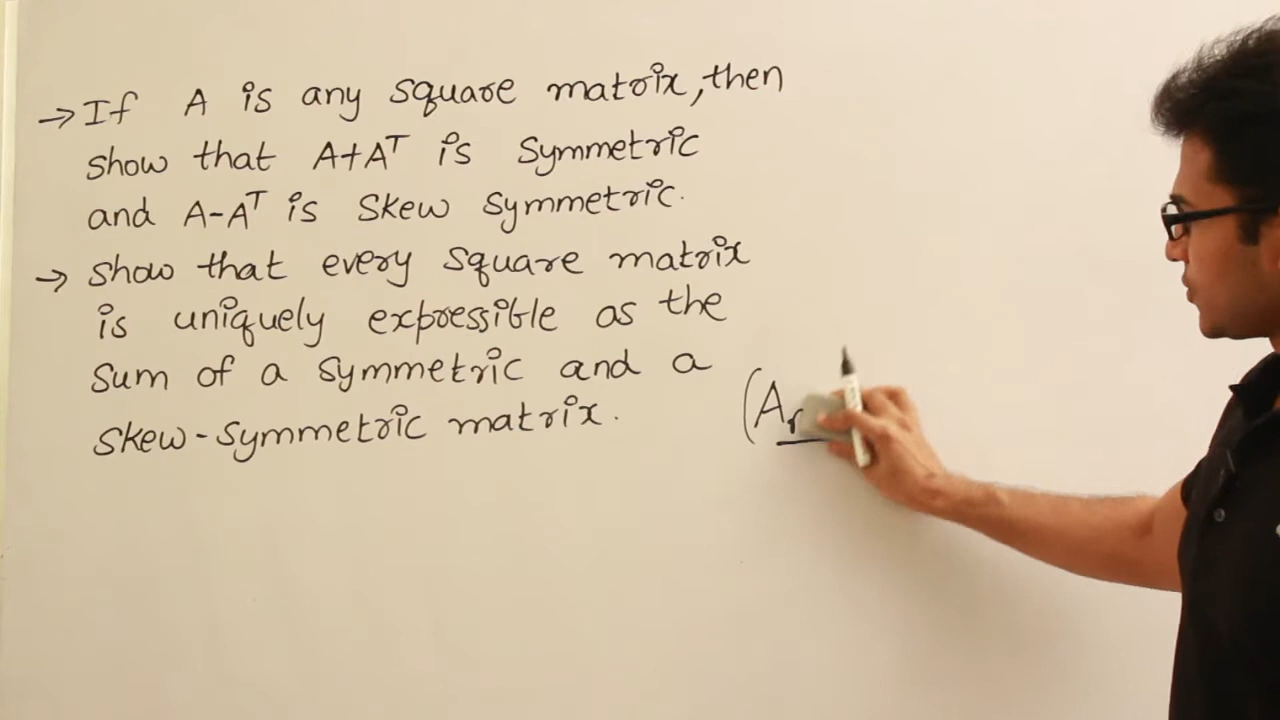 → If A is any square matrix, then
show that A+Aᵀ is Symmetric
and A-Aᵀ is Skew Symmetric.
→ Show that every square matrix
is uniquely expressible as the
Sum of a Symmetric and a
Skew-Symmetric matrix.
(A